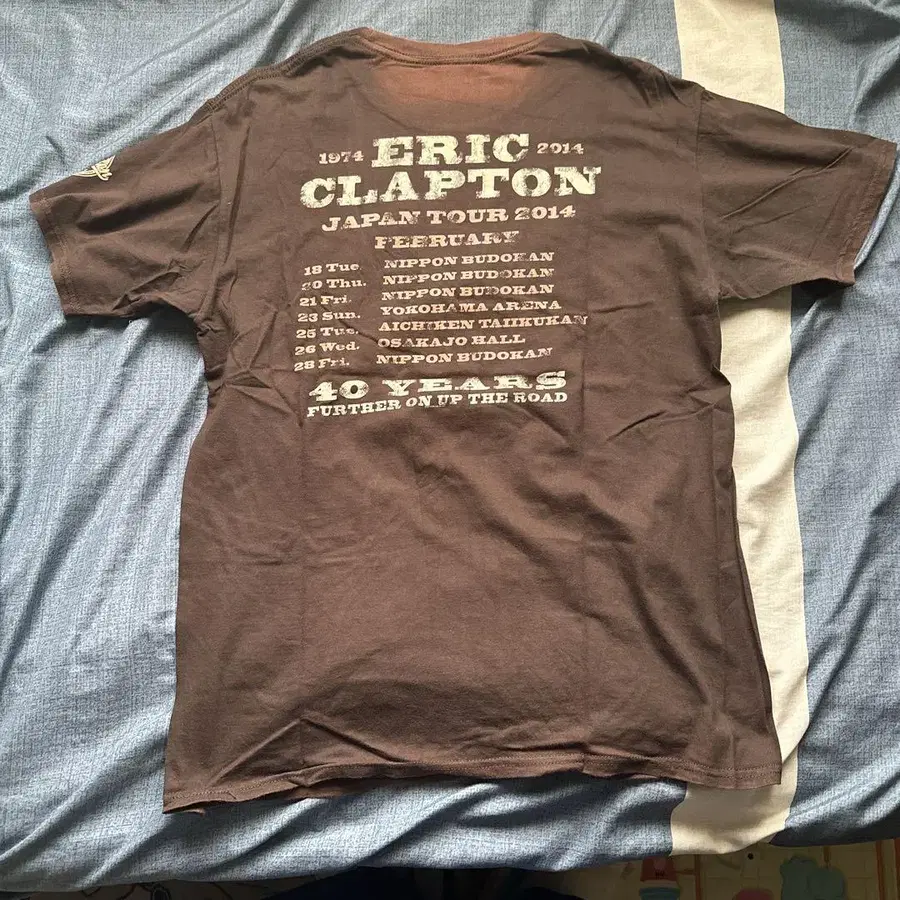 1974 ERIC 2014
CLAPTON
JAPAN TOUR 2014
FEBRUARY
18 Tue. NIPPON BUDOKAN
20 Thu. NIPPON BUDOKAN
21 Fri. NIPPON BUDOKAN
23 Sun. YOKOHAMA ARENA
25 Tue. AICHIKEN TAIIKUKAN
26 Wed. OSAKAJO HALL
28 Fri. NIPPON BUDOKAN
40 YEARS
FURTHER ON UP THE ROAD